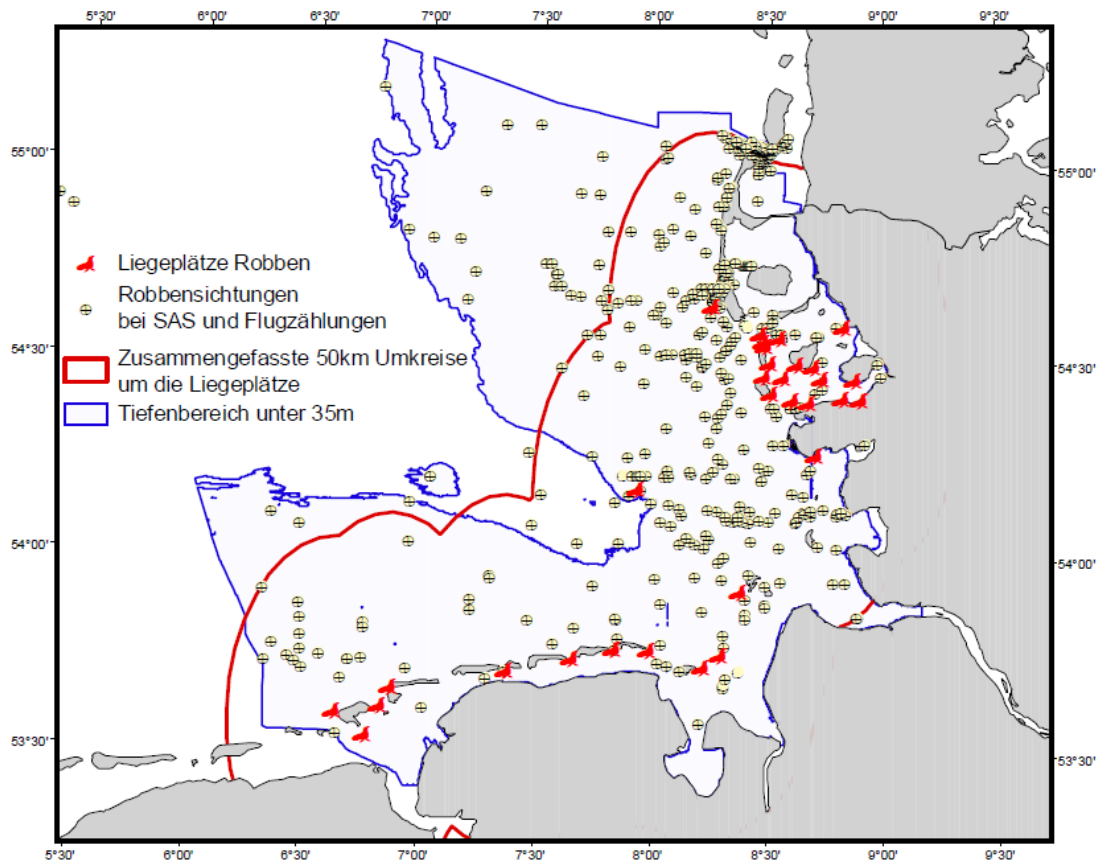 5°30' 6°00' 6°30' 7°00' 7°30' 8°00' 8°30' 9°00' 9°30'
55°00' 55°00'
Liegeplätze Robben
Robbensichtungen
bei SAS und Flugzählungen
54°30' 54°30'
Zusammengefasste 50km Umkreise
um die Liegeplätze
Tiefenbereich unter 35m
54°00' 54°00'
53°30' 53°30'
5°30' 6°00' 6°30' 7°00' 7°30' 8°00' 8°30' 9°00' 9°30'